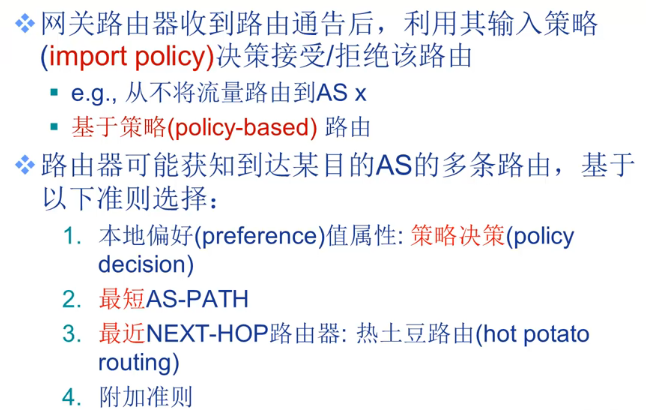 网关路由器收到路由通告后，利用其输入策略
(import policy)决策接受/拒绝该路由
e.g., 从不将流量路由到AS x
基于策略(policy-based) 路由
路由器可能获知到达某目的AS的多条路由，基于
以下准则选择：
1. 本地偏好(preference)值属性: 策略决策(policy
decision)
2. 最短AS-PATH
3. 最近NEXT-HOP路由器: 热土豆路由(hot potato
routing)
4. 附加准则